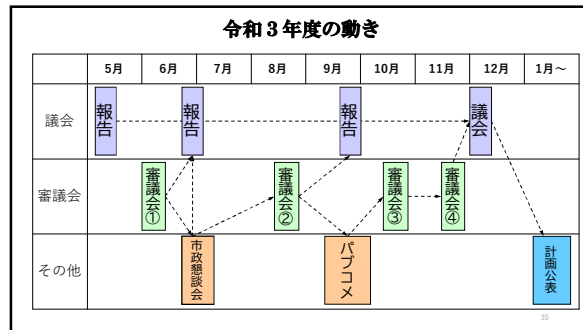 令和３年度の動き
5月 6月 7月 8月 9月 10月 11月 12月 1月～
議会 報告 報告 報告 議会
審議会 審議会① 審議会② 審議会③ 審議会④
その他 市政懇談会 パブコメ 計画公表
35